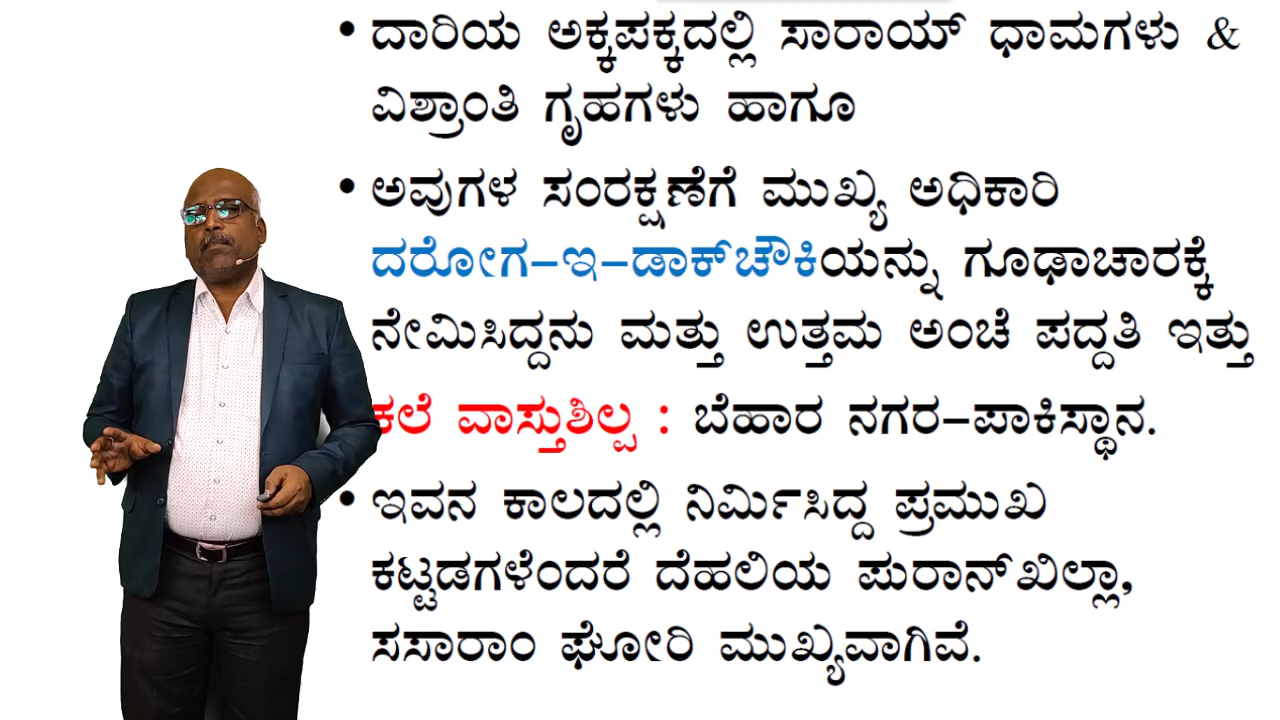 • ದಾರಿಯ ಅಕ್ಕಪಕ್ಕದಲ್ಲಿ ಸಾರಾಯ್ ಧಾಮಗಳು &
ವಿಶ್ರಾಂತಿ ಗೃಹಗಳು ಹಾಗೂ
• ಅವುಗಳ ಸಂರಕ್ಷಣೆಗೆ ಮುಖ್ಯ ಅಧಿಕಾರಿ
ದರೋಗ–ಇ–ಡಾಕ್‌ಚೌಕಿಯನ್ನು ಗೂಢಾಚಾರಕ್ಕೆ
ನೇಮಿಸಿದ್ದನು ಮತ್ತು ಉತ್ತಮ ಅಂಚೆ ಪದ್ದತಿ ಇತ್ತು
ಕಲೆ ವಾಸ್ತುಶಿಲ್ಪ : ಬೆಹಾರ ನಗರ–ಪಾಕಿಸ್ಥಾನ.
• ಇವನ ಕಾಲದಲ್ಲಿ ನಿರ್ಮಿಸಿದ್ದ ಪ್ರಮುಖ
ಕಟ್ಟಡಗಳೆಂದರೆ ದೆಹಲಿಯ ಪುರಾನ್‌ಖಿಲ್ಲಾ,
ಸಸಾರಾಂ ಘೋರಿ ಮುಖ್ಯವಾಗಿವೆ.